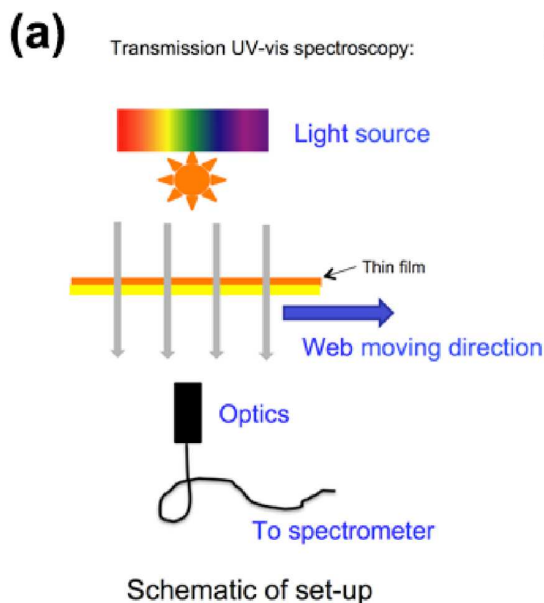 (a)
Transmission UV-vis spectroscopy:
Light source
Thin film
Web moving direction
Optics
To spectrometer
Schematic of set-up